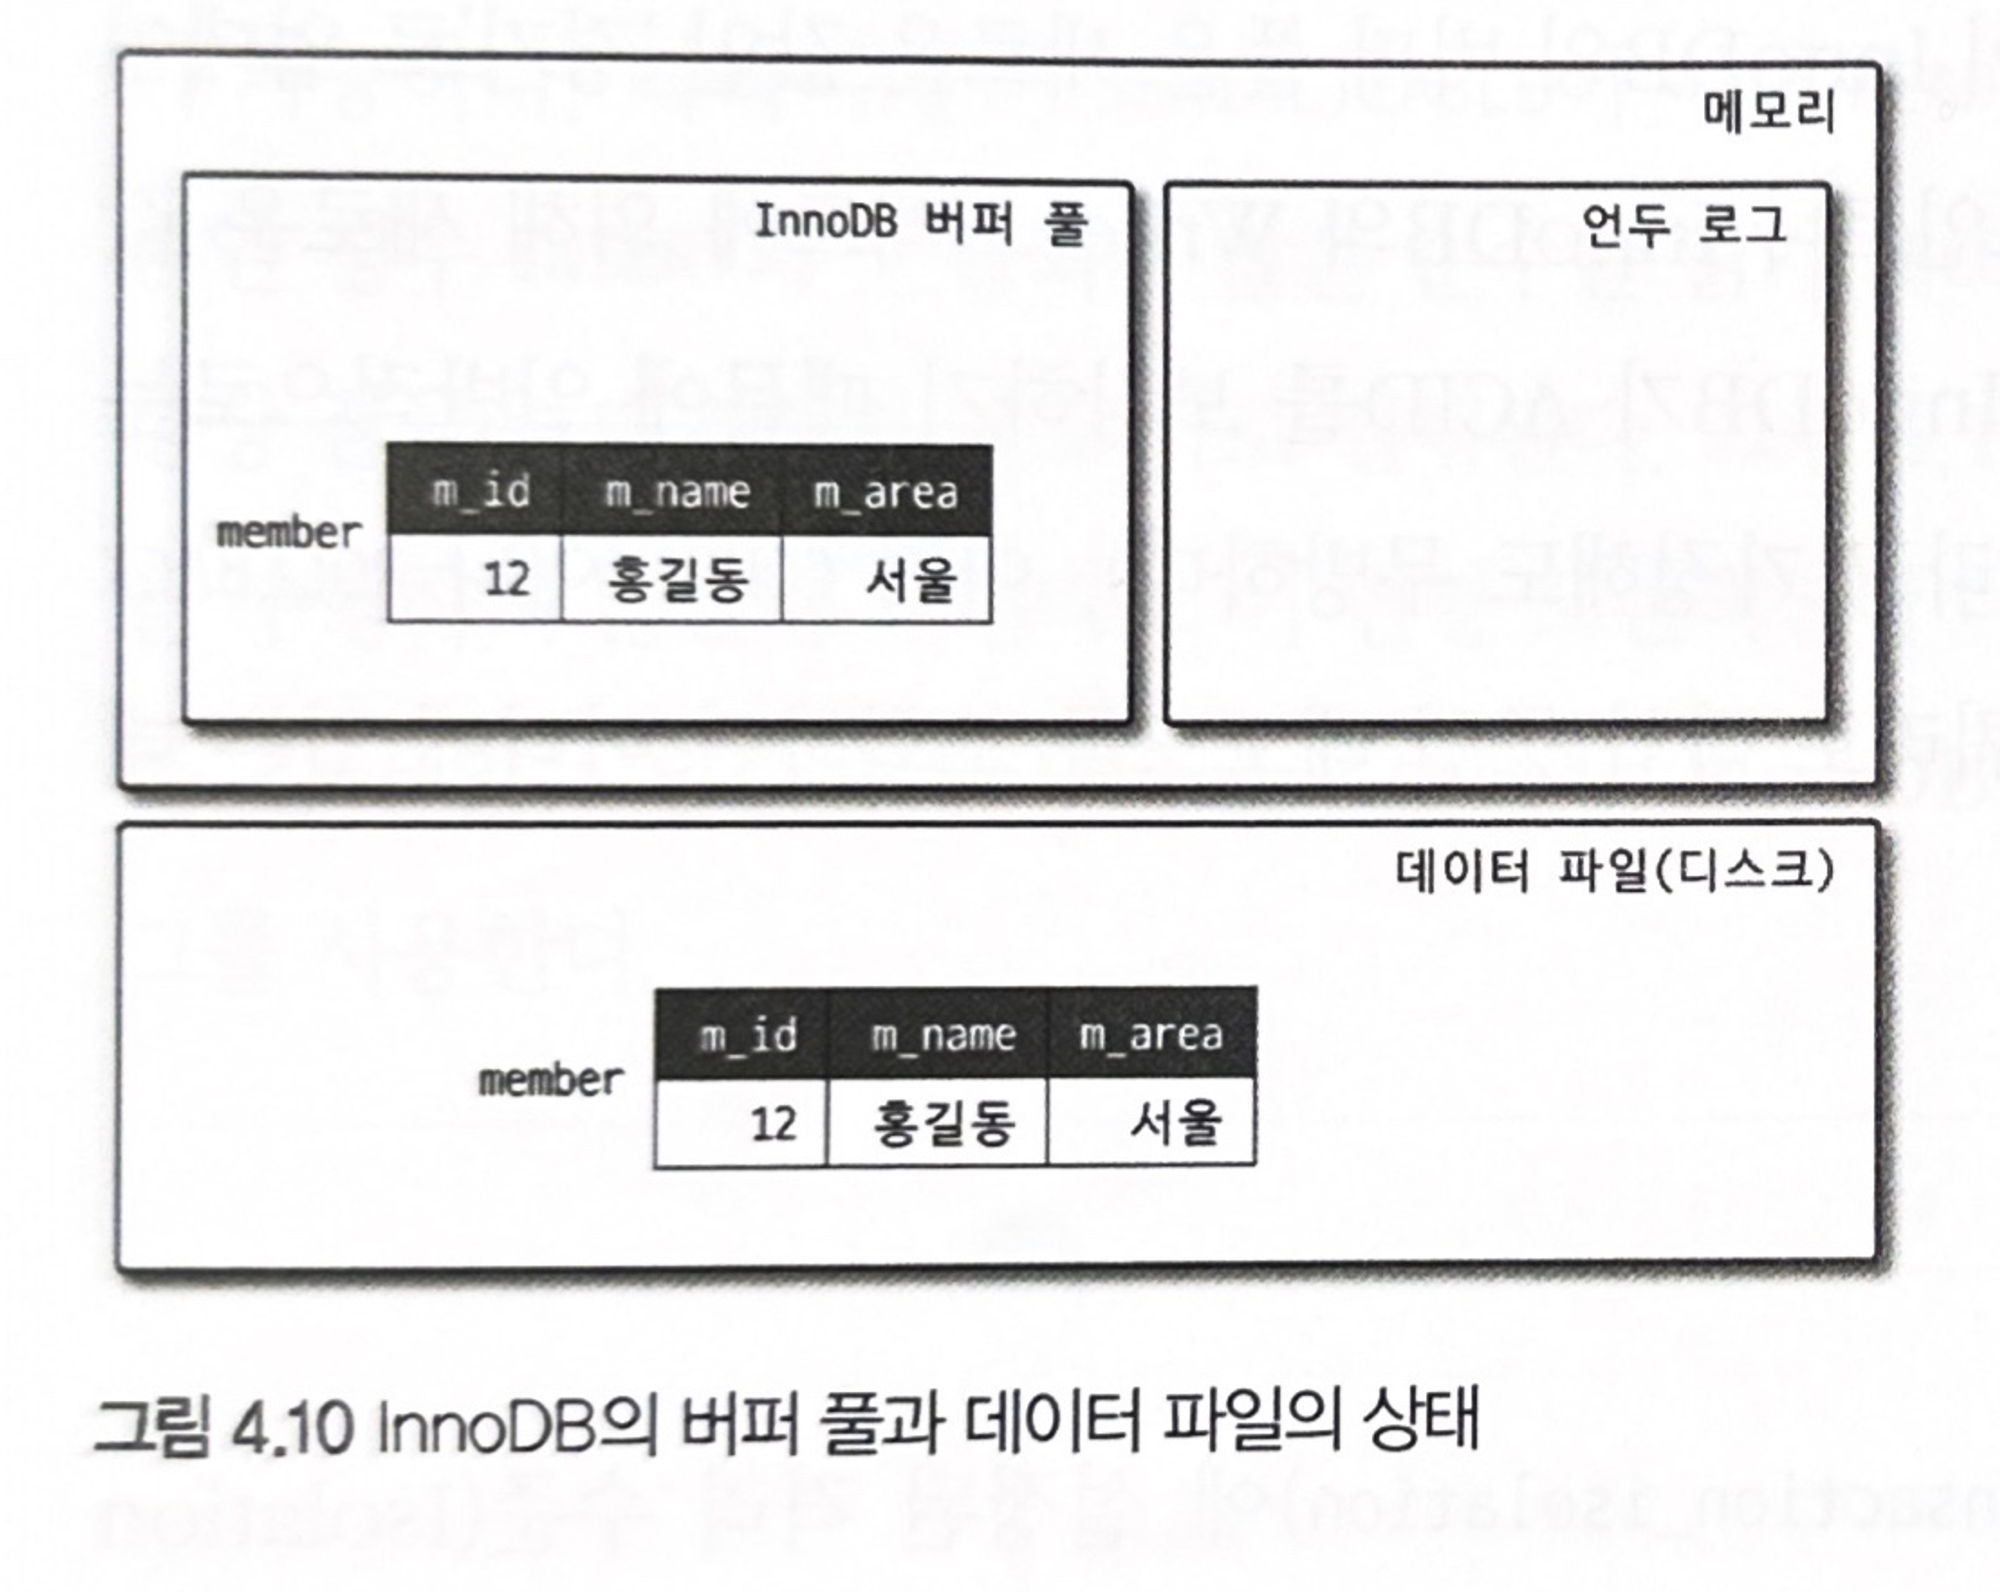 메모리
InnoDB 버퍼 풀
언두 로그
m_id m_name m_area
member
12 홍길동 서울
데이터 파일(디스크)
m_id m_name m_area
member
12 홍길동 서울
그림 4.10 InnoDB의 버퍼 풀과 데이터 파일의 상태